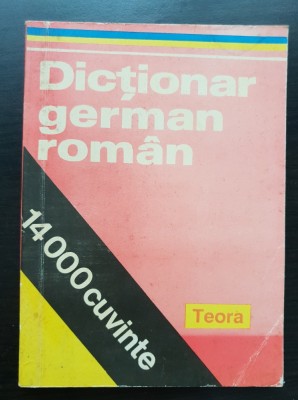 Dicționar
german
român
14000 cuvinte
Teora